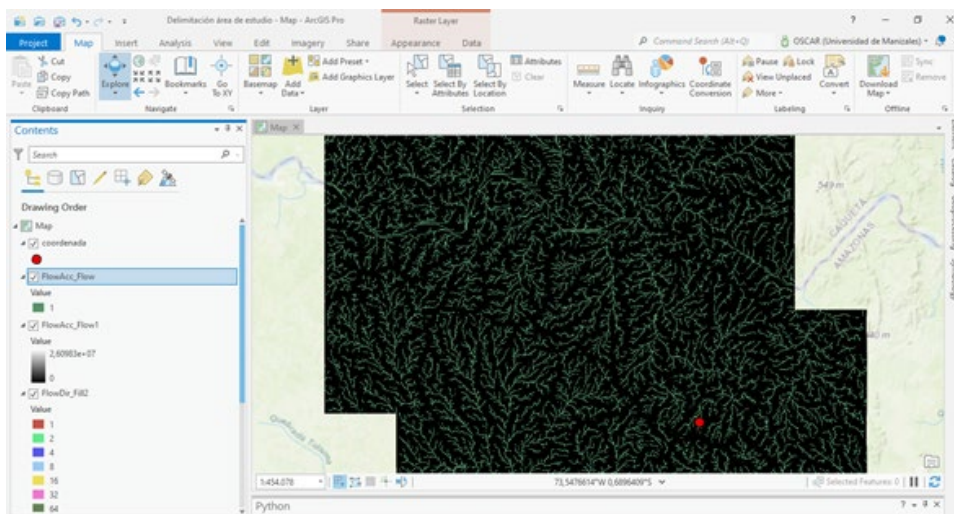 Delimitación área de estudio - Map - ArcGIS Pro
Raster Layer
? – X
Project Map Insert Analysis View Edit Imagery Share Appearance Data
Command Search (Alt+Q)
OSCAR (Universidad de Manizales)
Paste
Cut
Copy
Copy Path
Clipboard
Explore
Bookmarks
Go To XY
Navigate
Basemap
Add Data
Add Preset
Add Graphics Layer
Layer
Select
Select By Attributes
Select By Location
Attributes
Clear
Selection
Measure
Locate
Infographics
Coordinate Conversion
Inquiry
Pause
Lock
View Unplaced
More
Convert
Labeling
Download Map
Sync
Remove
Offline
Contents
Search
Drawing Order
Map
coordenada
FlowAcc_Flow
Value
1
FlowAcc_Flow1
Value
2,60983e+07
0
FlowDir_Fill2
Value
1
2
4
8
16
32
64
Map
549 m
CAQUETA
AMAZONAS
1:454.078
73,5476614°W 0,6896409°S
Selected Features: 0
Python